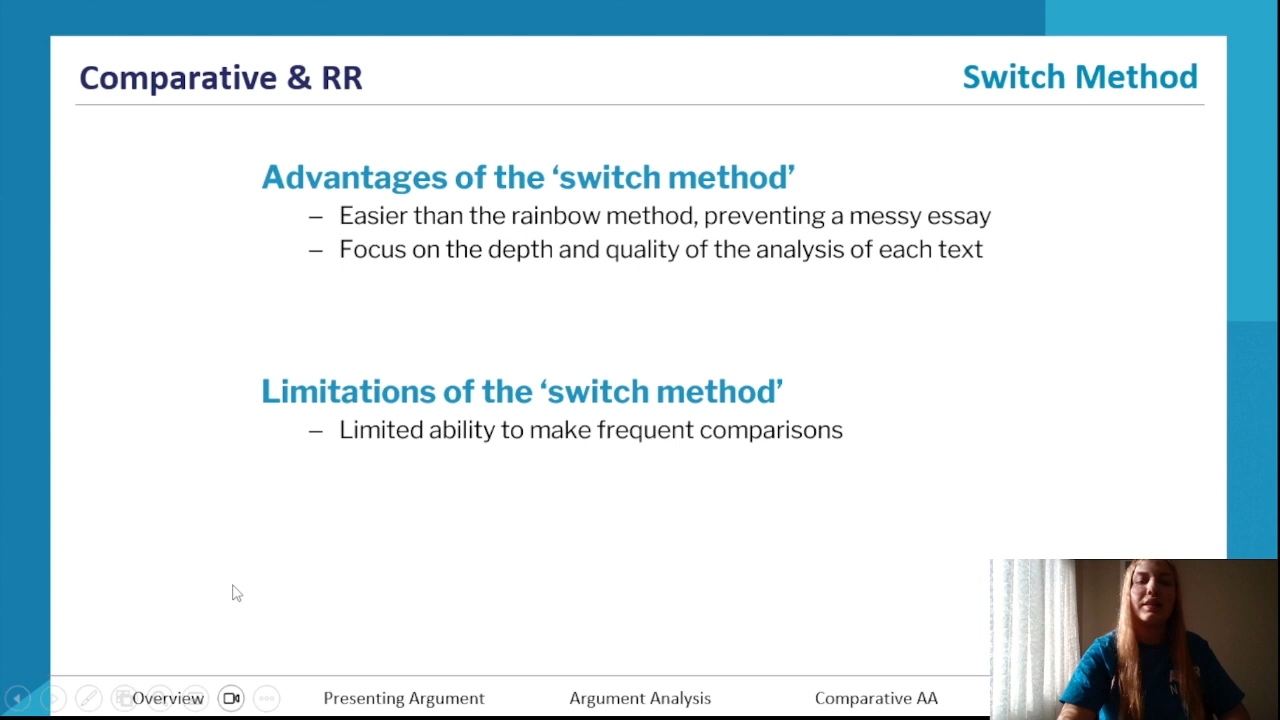 Comparative & RR
Switch Method
Advantages of the ‘switch method’
– Easier than the rainbow method, preventing a messy essay
– Focus on the depth and quality of the analysis of each text
Limitations of the ‘switch method’
– Limited ability to make frequent comparisons
Overview
Presenting Argument
Argument Analysis
Comparative AA